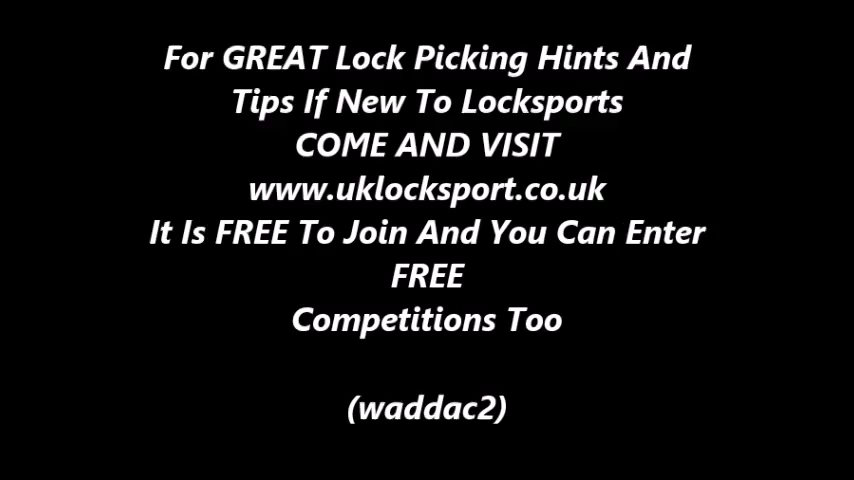 For GREAT Lock Picking Hints And
Tips If New To Locksports
COME AND VISIT
www.uklocksport.co.uk
It Is FREE To Join And You Can Enter
FREE
Competitions Too
(waddac2)